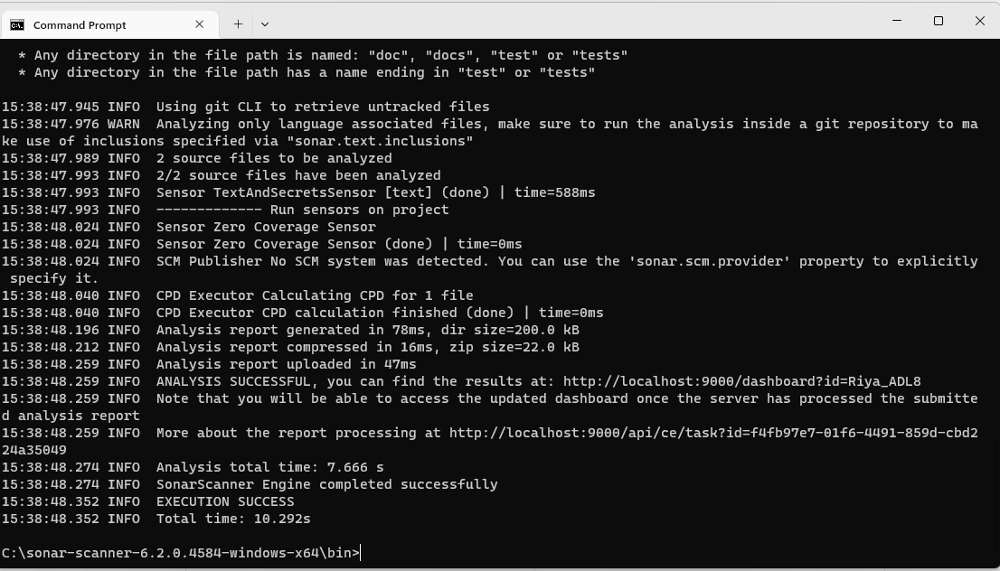 Command Prompt
* Any directory in the file path is named: "doc", "docs", "test" or "tests"
* Any directory in the file path has a name ending in "test" or "tests"
15:38:47.945 INFO  Using git CLI to retrieve untracked files
15:38:47.976 WARN  Analyzing only language associated files, make sure to run the analysis inside a git repository to ma
ke use of inclusions specified via "sonar.text.inclusions"
15:38:47.989 INFO  2 source files to be analyzed
15:38:47.993 INFO  2/2 source files have been analyzed
15:38:47.993 INFO  Sensor TextAndSecretsSensor [text] (done) | time=588ms
15:38:47.993 INFO  ------------- Run sensors on project
15:38:48.024 INFO  Sensor Zero Coverage Sensor
15:38:48.024 INFO  Sensor Zero Coverage Sensor (done) | time=0ms
15:38:48.024 INFO  SCM Publisher No SCM system was detected. You can use the 'sonar.scm.provider' property to explicitly
 specify it.
15:38:48.040 INFO  CPD Executor Calculating CPD for 1 file
15:38:48.040 INFO  CPD Executor CPD calculation finished (done) | time=0ms
15:38:48.196 INFO  Analysis report generated in 78ms, dir size=200.0 kB
15:38:48.212 INFO  Analysis report compressed in 16ms, zip size=22.0 kB
15:38:48.259 INFO  Analysis report uploaded in 47ms
15:38:48.259 INFO  ANALYSIS SUCCESSFUL, you can find the results at: http://localhost:9000/dashboard?id=Riya_ADL8
15:38:48.259 INFO  Note that you will be able to access the updated dashboard once the server has processed the submitte
d analysis report
15:38:48.259 INFO  More about the report processing at http://localhost:9000/api/ce/task?id=f4fb97e7-01f6-4491-859d-cbd2
24a35049
15:38:48.274 INFO  Analysis total time: 7.666 s
15:38:48.274 INFO  SonarScanner Engine completed successfully
15:38:48.352 INFO  EXECUTION SUCCESS
15:38:48.352 INFO  Total time: 10.292s
C:\sonar-scanner-6.2.0.4584-windows-x64\bin>